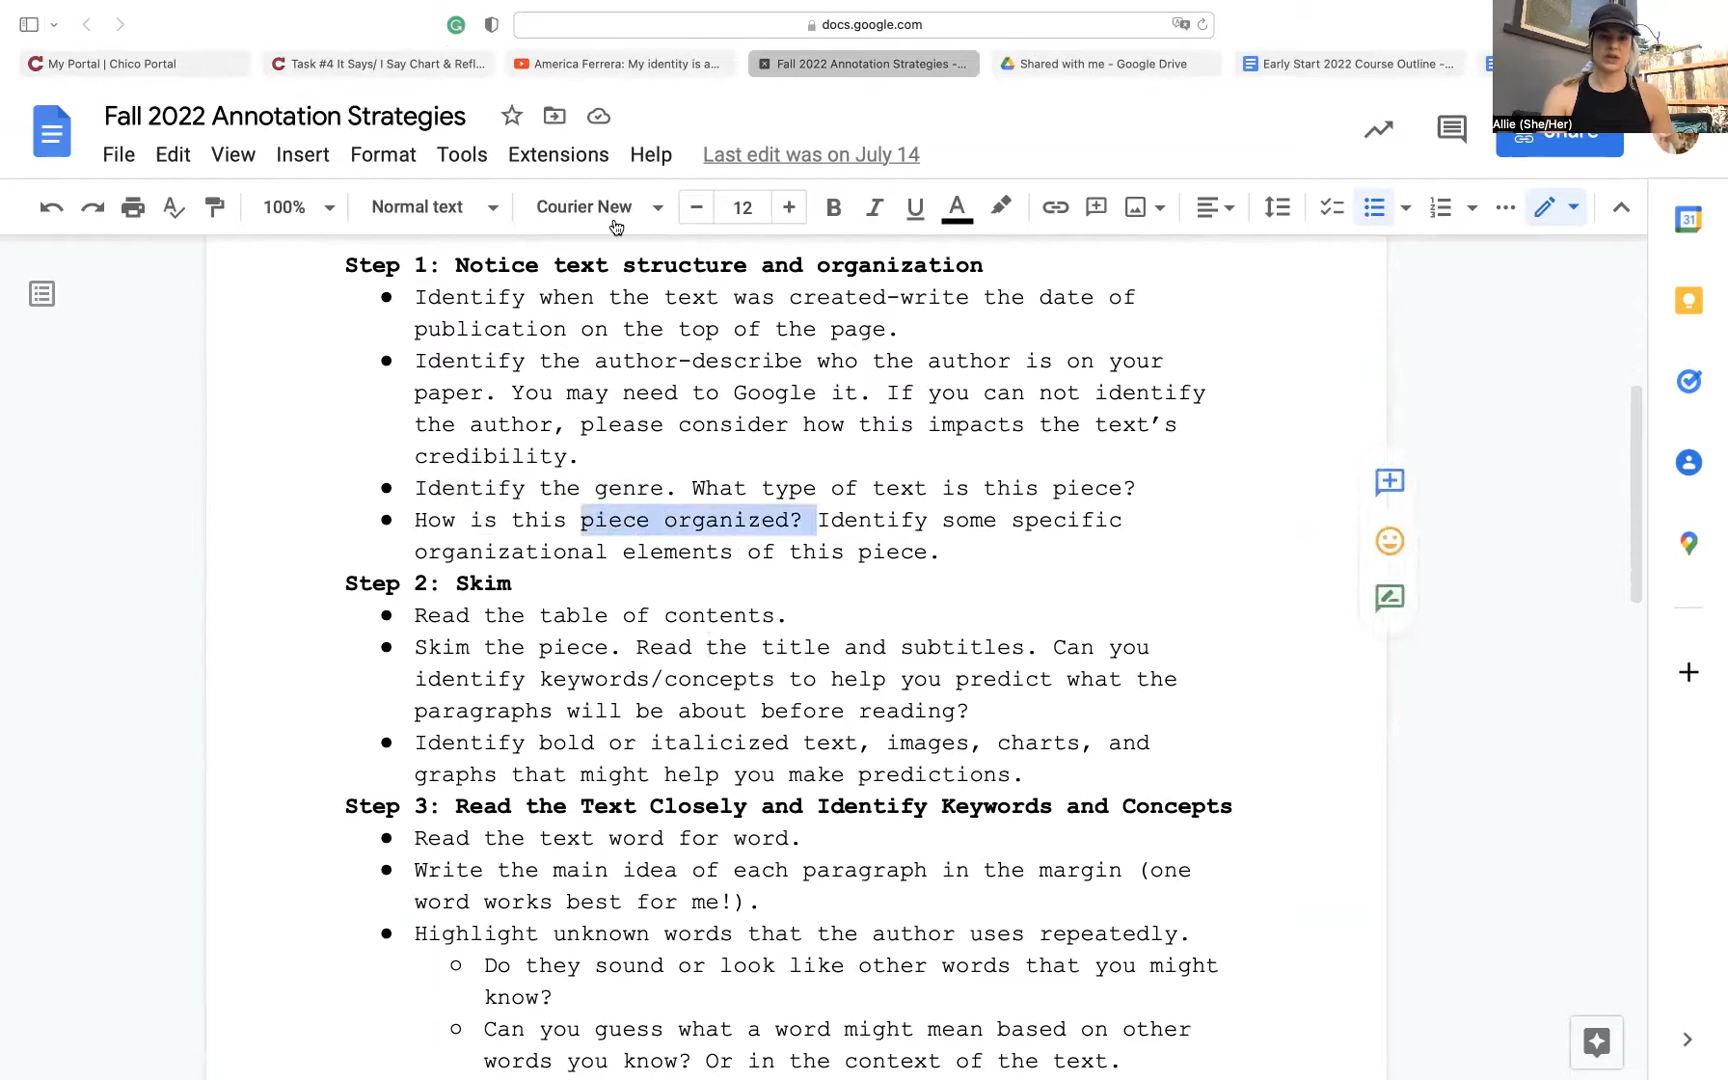 docs.google.com
My Portal | Chico Portal
Task #4 It Says/ I Say Chart & Refl...
America Ferrera: My identity is a...
Fall 2022 Annotation Strategies -...
Shared with me - Google Drive
Early Start 2022 Course Outline -...
Allie (She/Her)
Fall 2022 Annotation Strategies
File Edit View Insert Format Tools Extensions Help Last edit was on July 14
100% Normal text Courier New 12 B I U A
31
Step 1: Notice text structure and organization
● Identify when the text was created-write the date of
publication on the top of the page.
● Identify the author-describe who the author is on your
paper. You may need to Google it. If you can not identify
the author, please consider how this impacts the text’s
credibility.
● Identify the genre. What type of text is this piece?
● How is this piece organized? Identify some specific
organizational elements of this piece.
Step 2: Skim
● Read the table of contents.
● Skim the piece. Read the title and subtitles. Can you
identify keywords/concepts to help you predict what the
paragraphs will be about before reading?
● Identify bold or italicized text, images, charts, and
graphs that might help you make predictions.
Step 3: Read the Text Closely and Identify Keywords and Concepts
● Read the text word for word.
● Write the main idea of each paragraph in the margin (one
word works best for me!).
● Highlight unknown words that the author uses repeatedly.
○ Do they sound or look like other words that you might
know?
○ Can you guess what a word might mean based on other
words you know? Or in the context of the text.